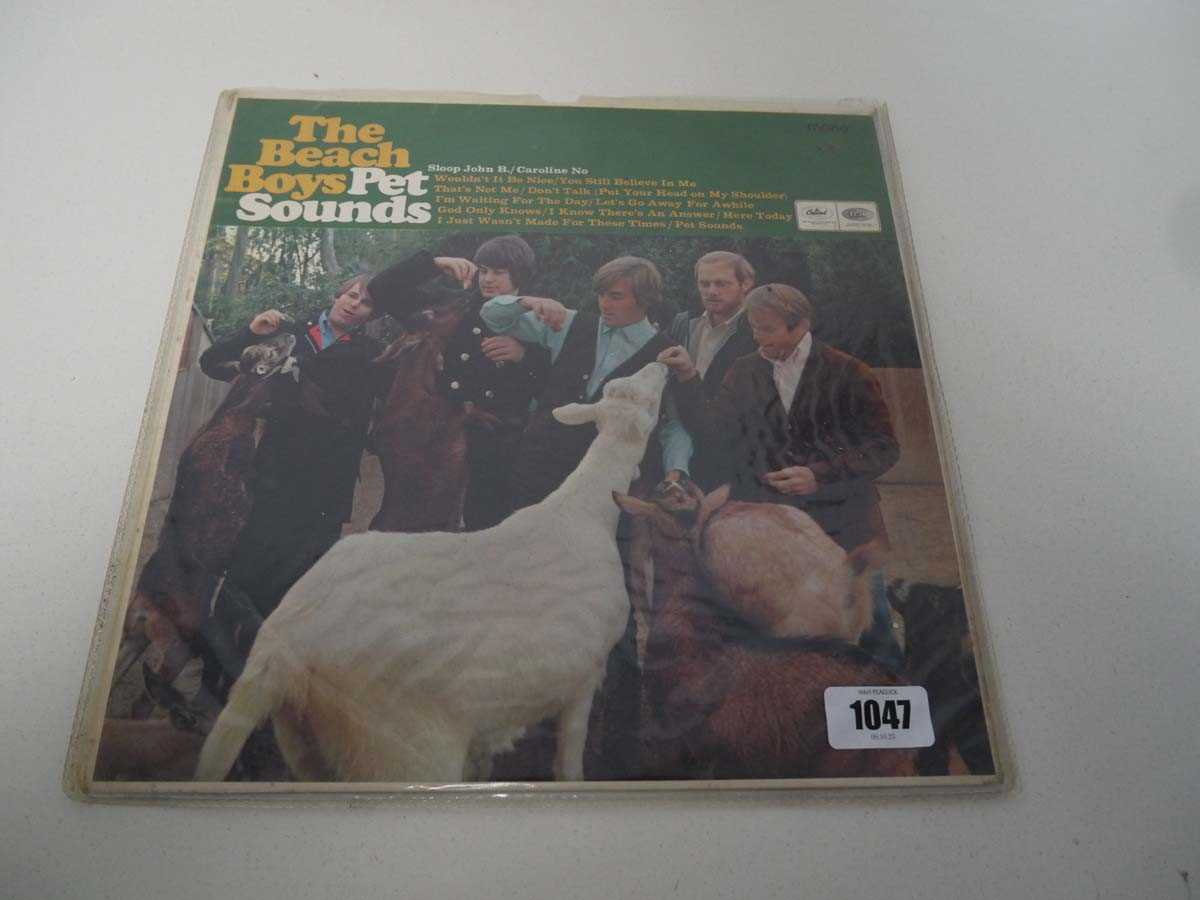 The
Beach
Boys Pet
Sounds
mono
Sloop John B./Caroline No
Wouldn't It Be Nice/You Still Believe In Me
That's Not Me/Don't Talk (Put Your Head on My Shoulder)
I'm Waiting For The Day/Let's Go Away For Awhile
God Only Knows/I Know There's An Answer/Here Today
I Just Wasn't Made For These Times/Pet Sounds
Capitol
W&H PEACOCK
1047